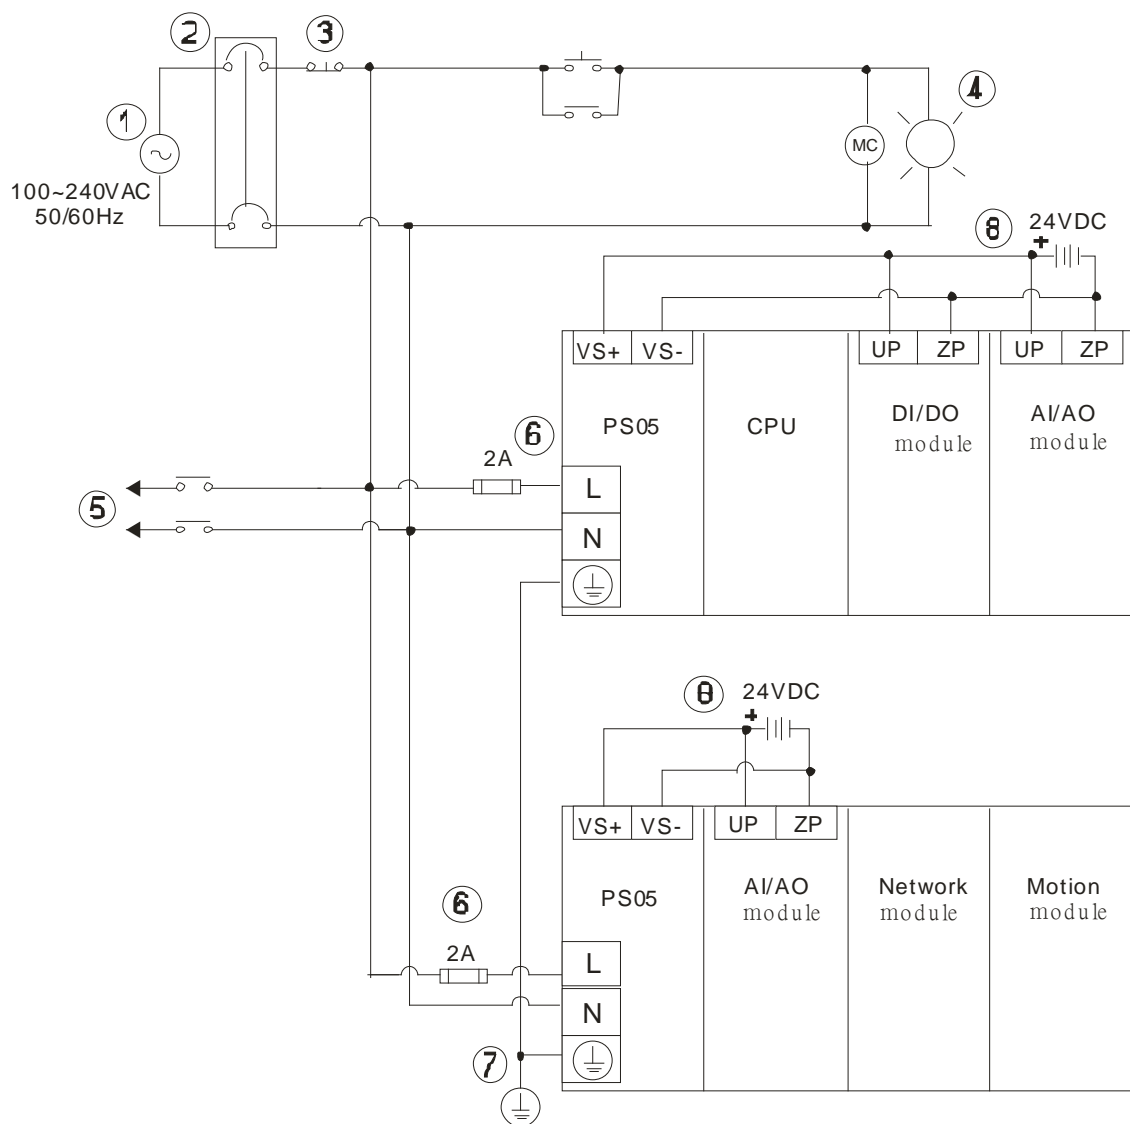 2
3
1
4
MC
100~240VAC
50/60Hz
8
24VDC
+
VS+ VS- UP ZP UP ZP
PS05 CPU DI/DO AI/AO
module module
6
2A
L
5
N
8
24VDC
+
VS+ VS- UP ZP
PS05 AI/AO Network Motion
module module module
6
2A
L
N
7